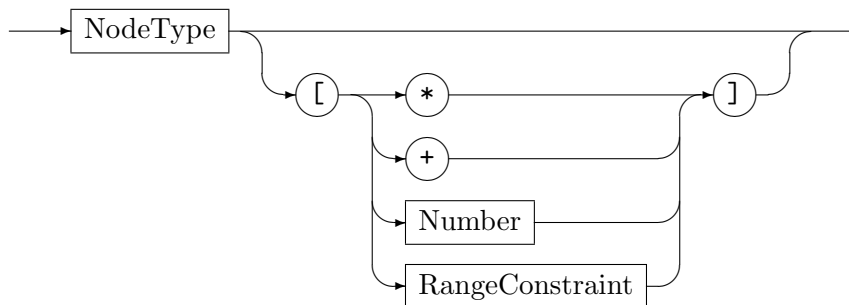 NodeType
[ * ]
+
Number
RangeConstraint